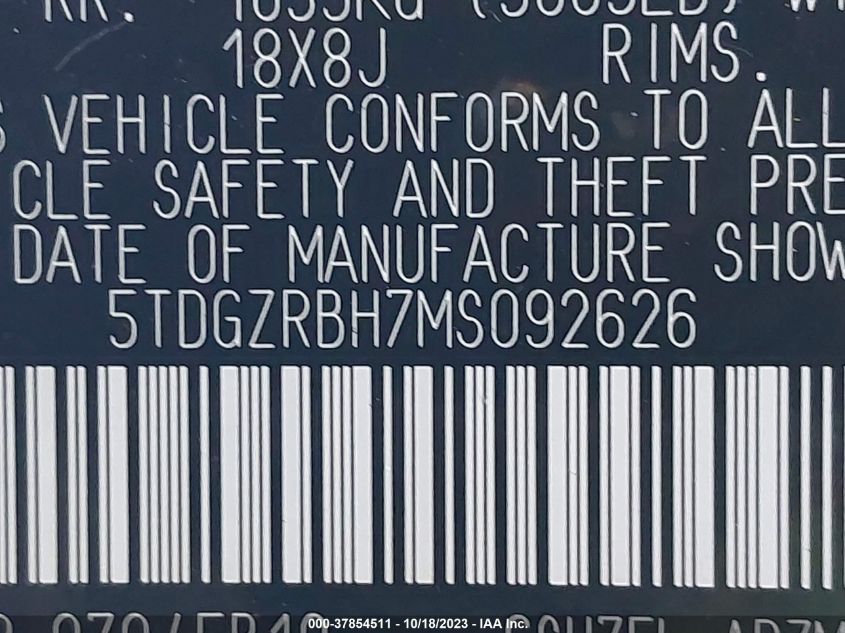 18X8J RIMS.
VEHICLE CONFORMS TO ALL
CLE SAFETY AND THEFT PRE
DATE OF MANUFACTURE SHOW
5TDGZRBH7MS092626
000-37854511 - 10/18/2023 - IAA Inc.